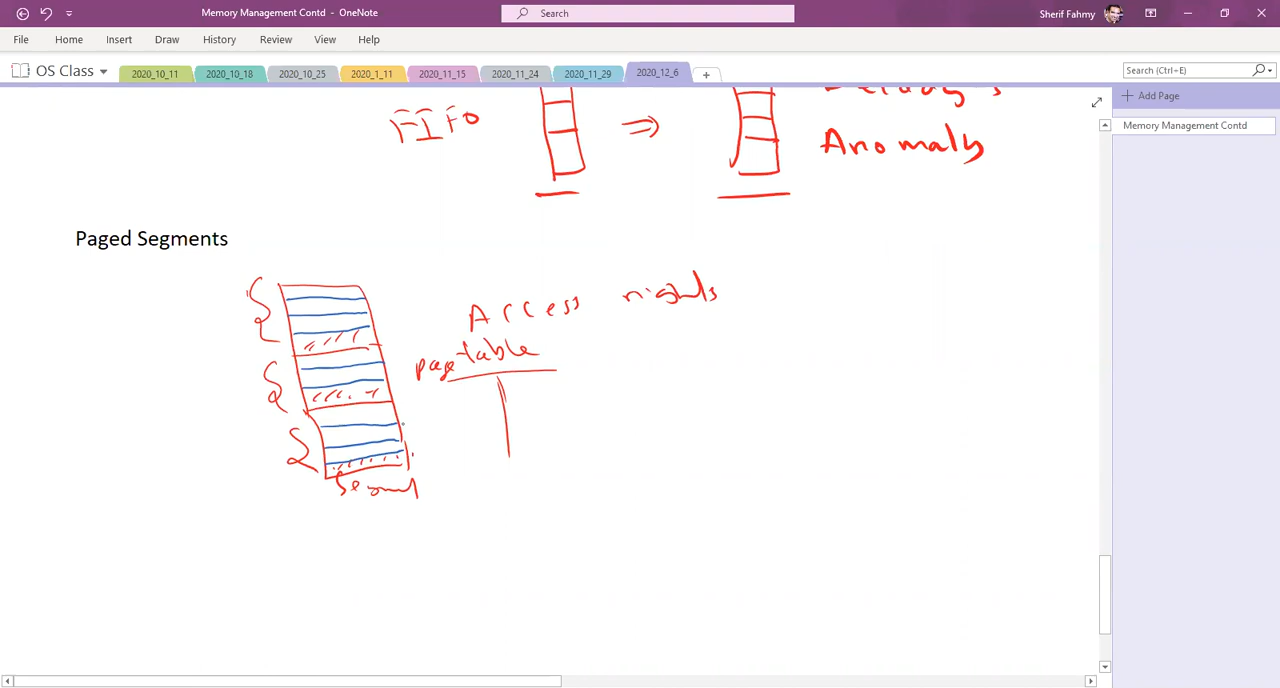 Memory Management Contd - OneNote
Search
Sherif Fahmy
File Home Insert Draw History Review View Help
OS Class 2020_10_11 2020_10_18 2020_10_25 2020_1_11 2020_11_15 2020_11_24 2020_11_29 2020_12_6 + Search (Ctrl+E)
+ Add Page
Memory Management Contd
FIFO
Anomaly
Paged Segments
Access rights
page table